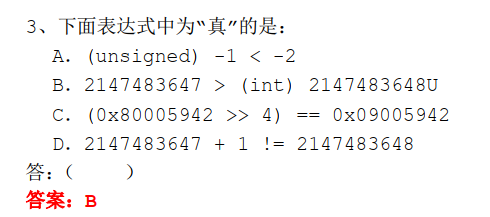 3、下面表达式中为“真”的是：
A. (unsigned) -1 < -2
B. 2147483647 > (int) 2147483648U
C. (0x80005942 >> 4) == 0x09005942
D. 2147483647 + 1 != 2147483648
答：（    ）
答案：B